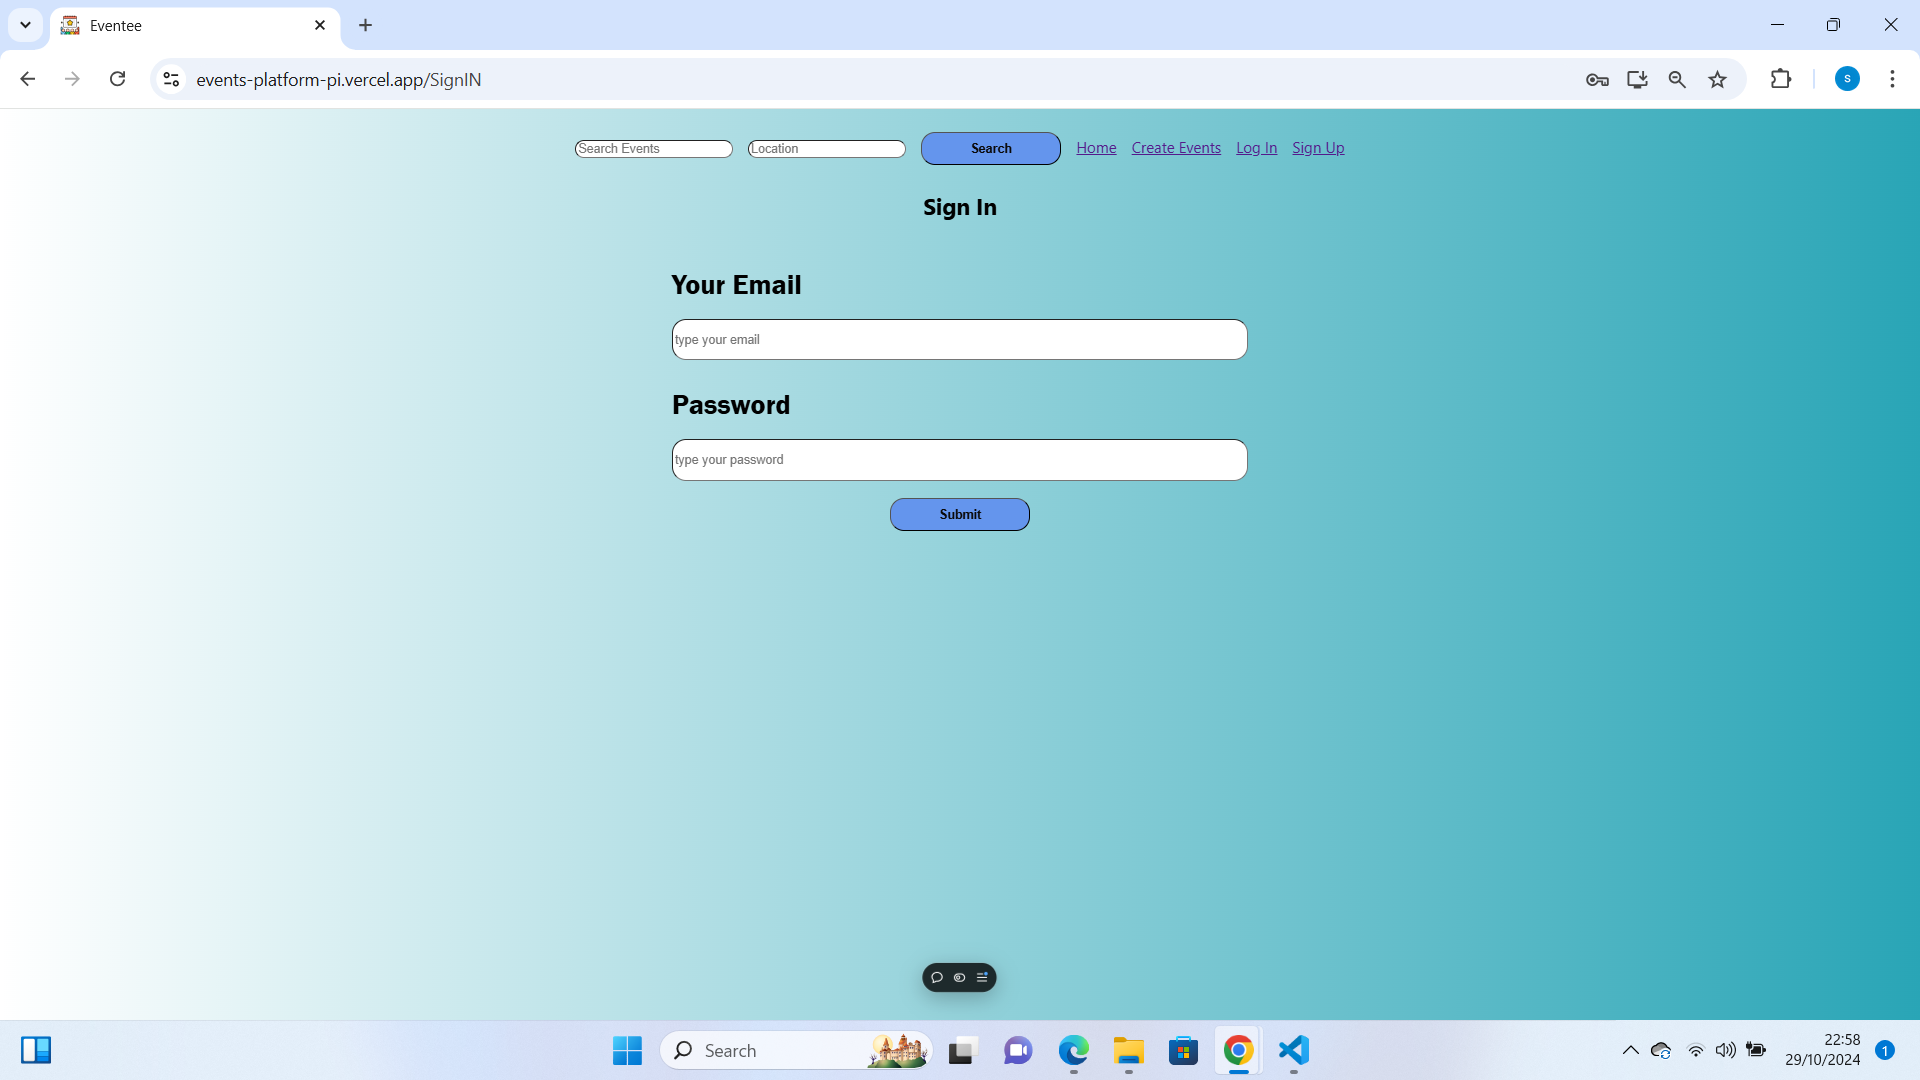 Eventee
events-platform-pi.vercel.app/SignIN
S
Search Events Location Search Home Create Events Log In Sign Up
Sign In
Your Email
type your email
Password
type your password
Submit
Search
22:58
29/10/2024
1